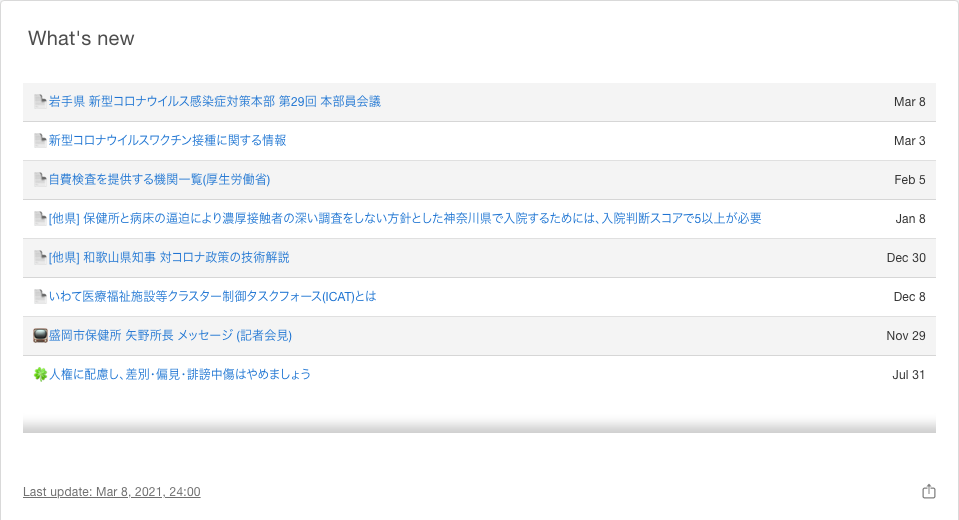 What's new
岩手県 新型コロナウイルス感染症対策本部 第29回 本部員会議 Mar 8
新型コロナウイルスワクチン接種に関する情報 Mar 3
自費検査を提供する機関一覧(厚生労働省) Feb 5
[他県] 保健所と病床の逼迫により濃厚接触者の深い調査をしない方針とした神奈川県で入院するためには、入院判断スコアで5以上が必要 Jan 8
[他県] 和歌山県知事 対コロナ政策の技術解説 Dec 30
いわて医療福祉施設等クラスター制御タスクフォース(ICAT)とは Dec 8
盛岡市保健所 矢野所長 メッセージ (記者会見) Nov 29
人権に配慮し、差別・偏見・誹謗中傷はやめましょう Jul 31
Last update: Mar 8, 2021, 24:00